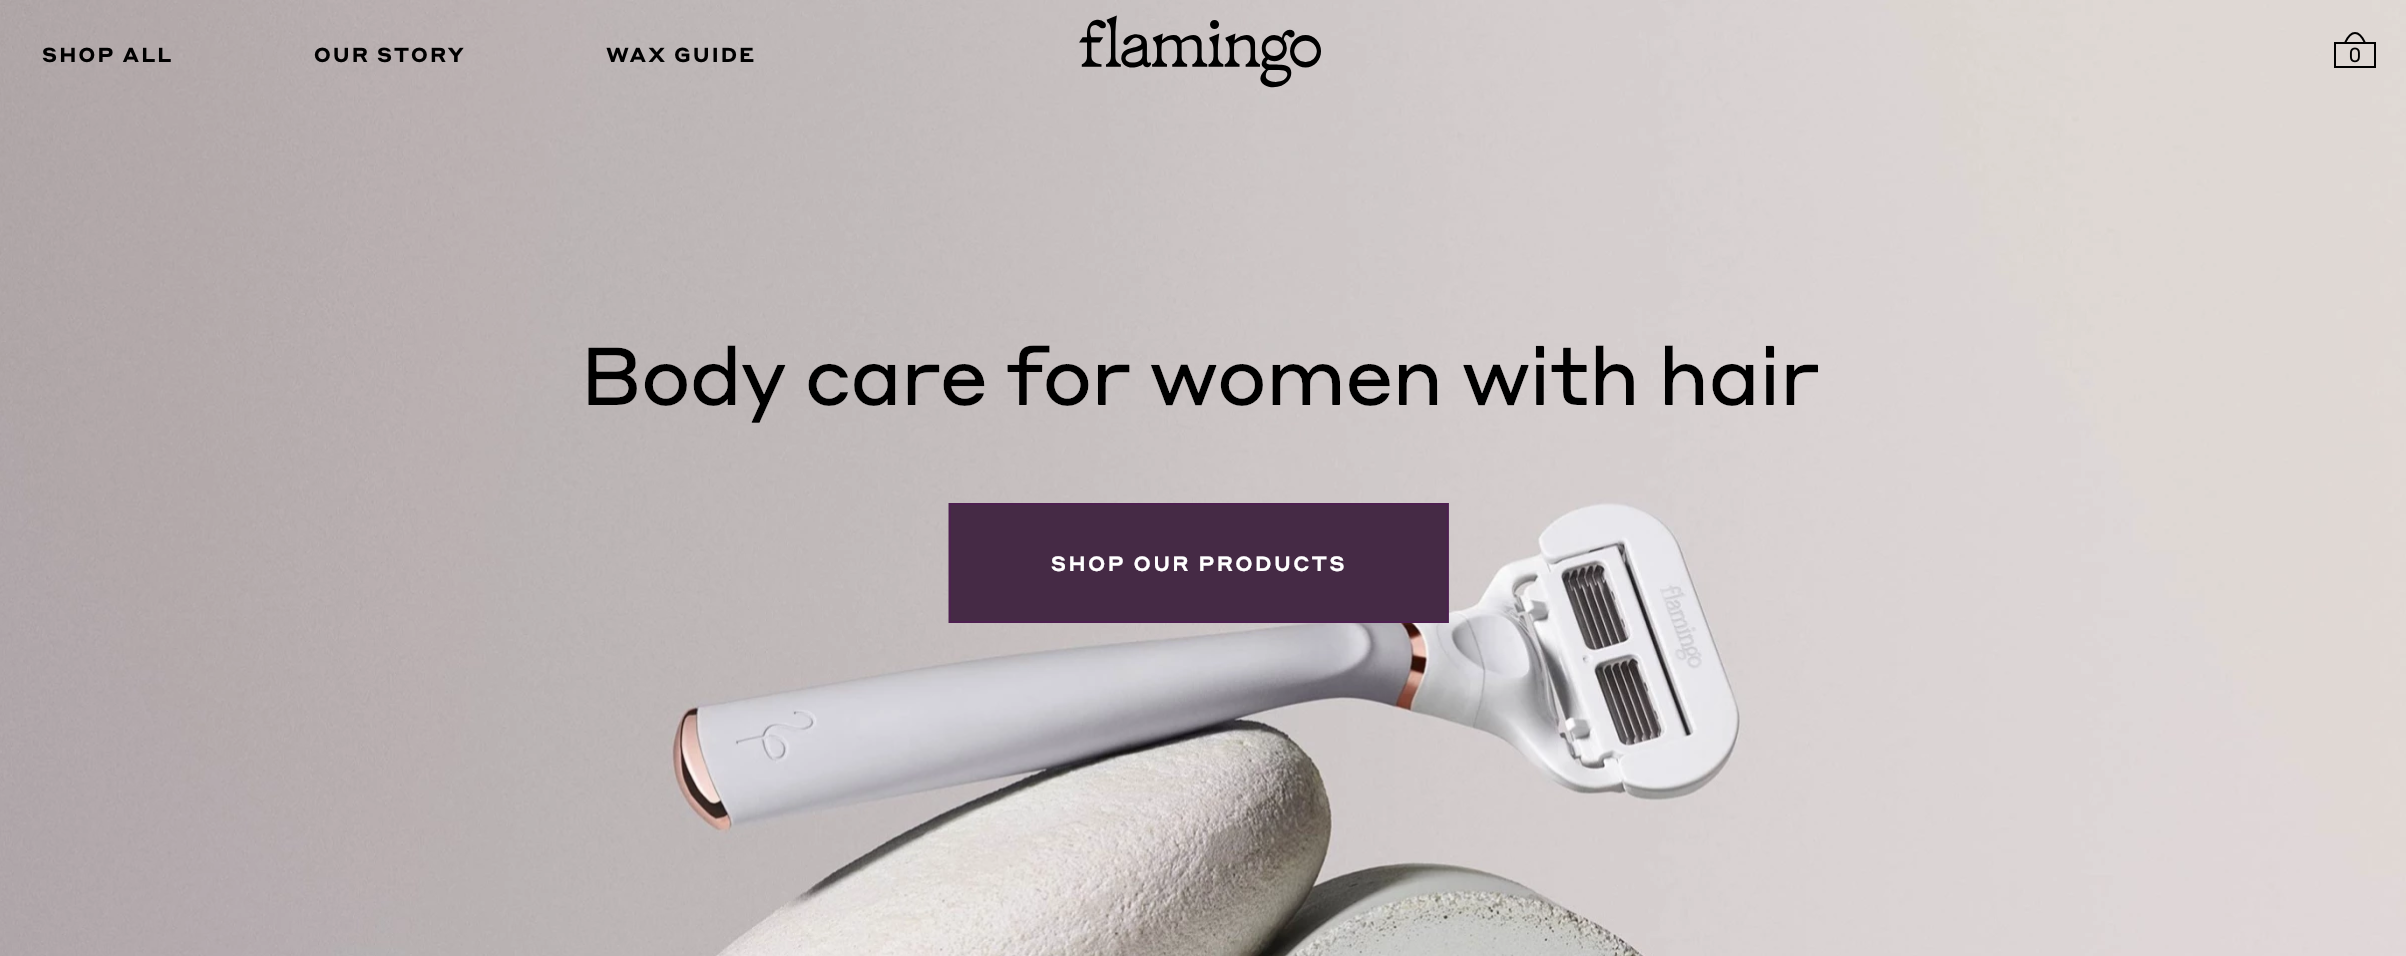 SHOP ALL
OUR STORY
WAX GUIDE
flamingo
0
Body care for women with hair
SHOP OUR PRODUCTS
flamingo